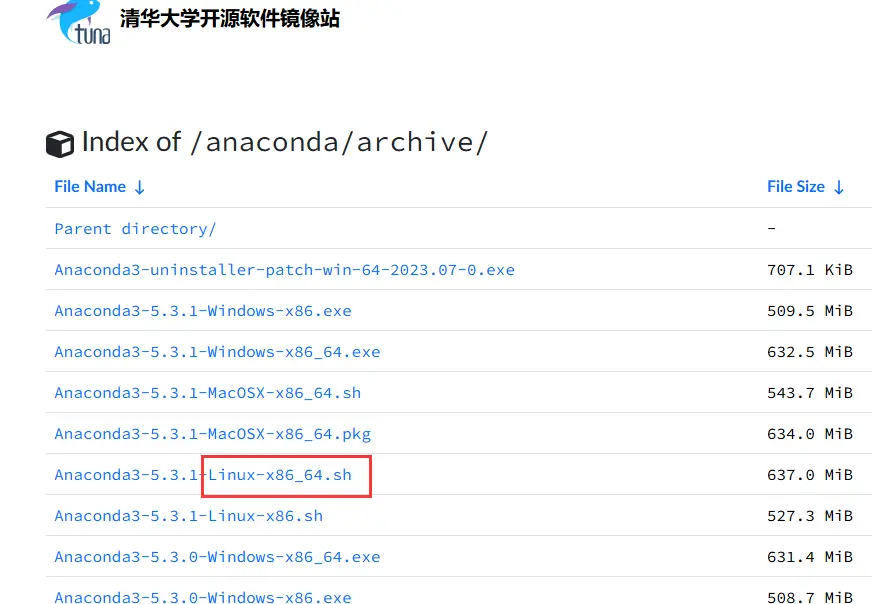 tuna 清华大学开源软件镜像站
Index of /anaconda/archive/
File Name ↓ File Size ↓
Parent directory/ -
Anaconda3-uninstaller-patch-win-64-2023.07-0.exe 707.1 KiB
Anaconda3-5.3.1-Windows-x86.exe 509.5 MiB
Anaconda3-5.3.1-Windows-x86_64.exe 632.5 MiB
Anaconda3-5.3.1-MacOSX-x86_64.sh 543.7 MiB
Anaconda3-5.3.1-MacOSX-x86_64.pkg 634.0 MiB
Anaconda3-5.3.1-Linux-x86_64.sh 637.0 MiB
Anaconda3-5.3.1-Linux-x86.sh 527.3 MiB
Anaconda3-5.3.0-Windows-x86_64.exe 631.4 MiB
Anaconda3-5.3.0-Windows-x86.exe 508.7 MiB